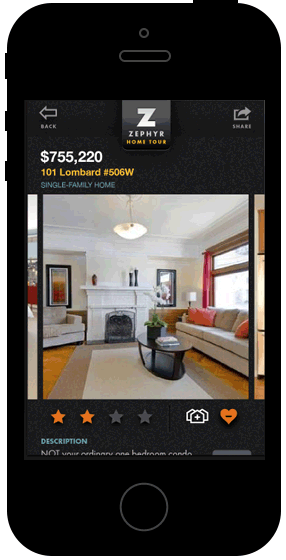 BACK
Z
ZEPHYR
HOME TOUR
SHARE
$755,220
101 Lombard #506W
SINGLE-FAMILY HOME
DESCRIPTION
NOT your ordinary one bedroom condo